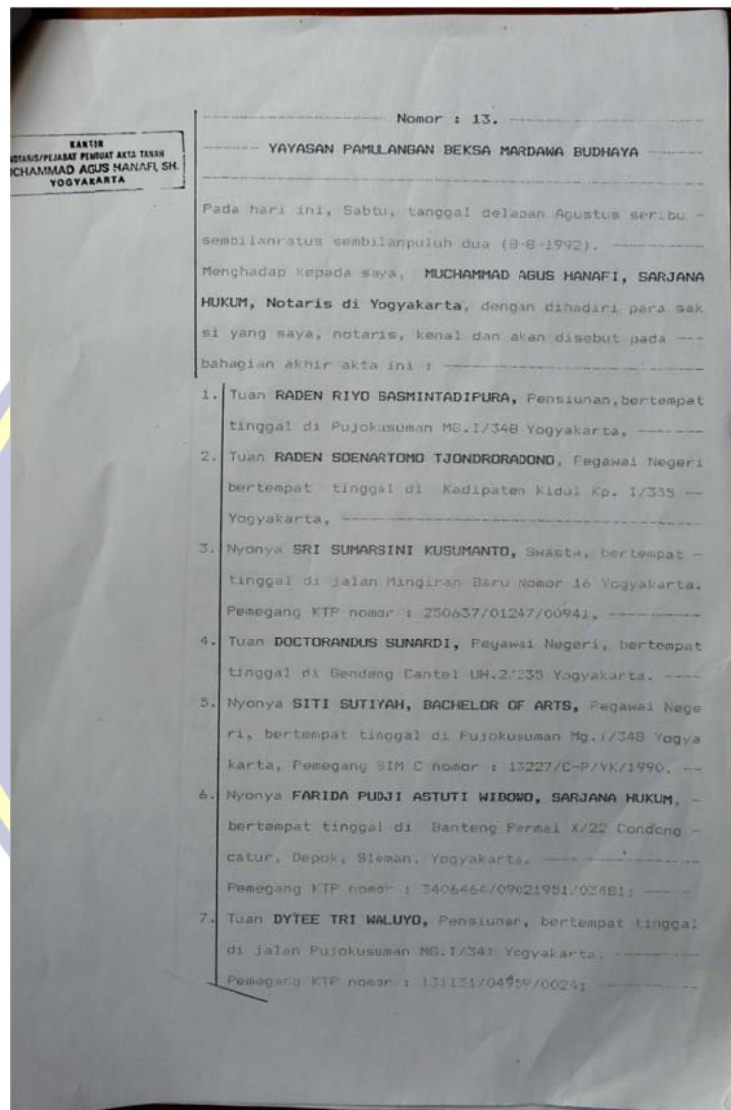 Nomor : 13.
KANTOR
NOTARIS/PEJABAT PEMBUAT AKTA TANAH
MUCHAMMAD AGUS HANAFI, SH.
YOGYAKARTA
YAYASAN PAMULANGAN BEKSA MARDAWA BUDHAYA
Pada hari ini, Sabtu, tanggal delapan Agustus seribu -
sembilanratus sembilanpuluh dua (8-8-1992). ----------
Menghadap kepada saya, MUCHAMMAD AGUS HANAFI, SARJANA
HUKUM, Notaris di Yogyakarta, dengan dihadiri para sak
si yang saya, notaris, kenal dan akan disebut pada ---
bahagian akhir akta ini : ----------------
1. Tuan RADEN RIYO SASMINTADIPURA, Pensiunan,bertempat
tinggal di Pujokusuman MG.I/348 Yogyakarta, -------
2. Tuan RADEN SOENARTOMO TJONDRORADONO, Pegawai Negeri
bertempat tinggal di Kadipaten Kidul Kp. I/335 --
Yogyakarta, ----------------
3. Nyonya SRI SUMARSINI KUSUMANTO, Swasta, bertempat -
tinggal di jalan Mingiran Baru Nomor 16 Yogyakarta.
Pemegang KTP nomor : 250637/01247/00941, ----------
4. Tuan DOCTORANDUS SUNARDI, Pegawai Negeri, bertempat
tinggal di Gendeng Cantel UH.2/235 Yogyakarta. ----
5. Nyonya SITI SUTIYAH, BACHELOR OF ARTS, Pegawai Nege
ri, bertempat tinggal di Pujokusuman Mg.I/348 Yogya
karta, Pemegang SIM C nomor : 13227/C-P/YK/1990. --
6. Nyonya FARIDA PUDJI ASTUTI WIBOWO, SARJANA HUKUM, -
bertempat tinggal di Banteng Permai X/22 Condong -
catur, Depok, Sleman, Yogyakarta. ----------------
Pemegang KTP nomor : 3406464/09021951/03481; -----
7. Tuan DYTEE TRI WALUYO, Pensiunan, bertempat tinggal
di jalan Pujokusuman MG.I/341 Yogyakarta. ---------
Pemegang KTP nomor : 131131/04959/0024; ----------